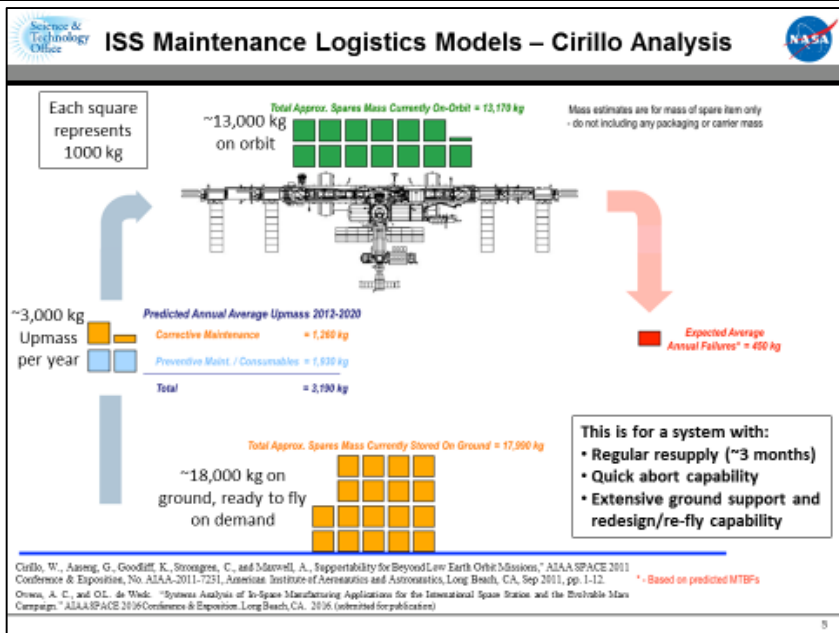 Science &
Technology
Office
ISS Maintenance Logistics Models – Cirillo Analysis
NASA
Each square
represents
1000 kg
Total Approx. Spares Mass Currently On-Orbit = 13,170 kg
~13,000 kg
on orbit
Mass estimates are for mass of spare item only
- do not including any packaging or carrier mass
~3,000 kg
Upmass
per year
Predicted Annual Average Upmass 2012-2020
Corrective Maintenance = 1,260 kg
Preventive Maint. / Consumables = 1,930 kg
Total = 3,190 kg
Expected Average
Annual Failures* = 450 kg
Total Approx. Spares Mass Currently Stored On Ground = 17,990 kg
~18,000 kg on
ground, ready to fly
on demand
This is for a system with:
• Regular resupply (~3 months)
• Quick abort capability
• Extensive ground support and
redesign/re-fly capability
Cirillo, W., Aaseng, G., Goodliff, K., Stromgren, C., and Maxwell, A., Supportability for Beyond Low Earth Orbit Missions," AIAA SPACE 2011
Conference & Exposition, No. AIAA-2011-7231, American Institute of Aeronautics and Astronautics, Long Beach, CA, Sep 2011, pp. 1-12.
* - Based on predicted MTBFs
Owens, A. C., and O.L. de Weck. "Systems Analysis of In-Space Manufacturing Applications for the International Space Station and the Evolvable Mars
Campaign." AIAA SPACE 2016 Conference & Exposition. Long Beach, CA. 2016. (submitted for publication)
5